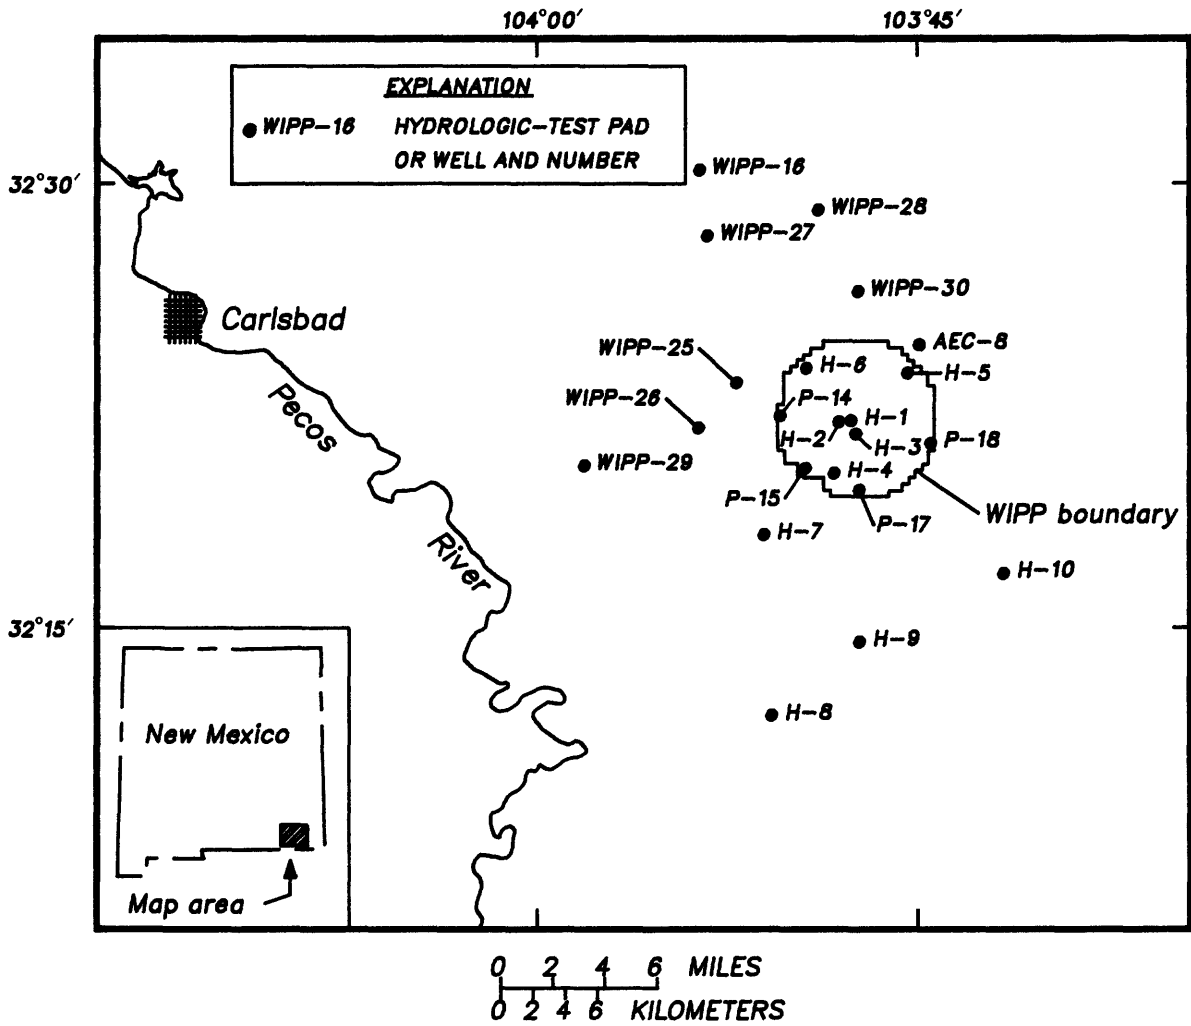 104°00′ 103°45′
EXPLANATION
WIPP-16 HYDROLOGIC-TEST PAD
OR WELL AND NUMBER
WIPP-16
32°30′
WIPP-28
WIPP-27
WIPP-30
Carlsbad
AEC-8
WIPP-25
H-6
H-5
WIPP-26
P-14
Pecos
H-1
H-2
H-3
P-18
WIPP-29
H-4
P-15
WIPP boundary
P-17
H-7
River
H-10
32°15′
H-9
H-8
New Mexico
Map area
0 2 4 6 MILES
0 2 4 6 KILOMETERS